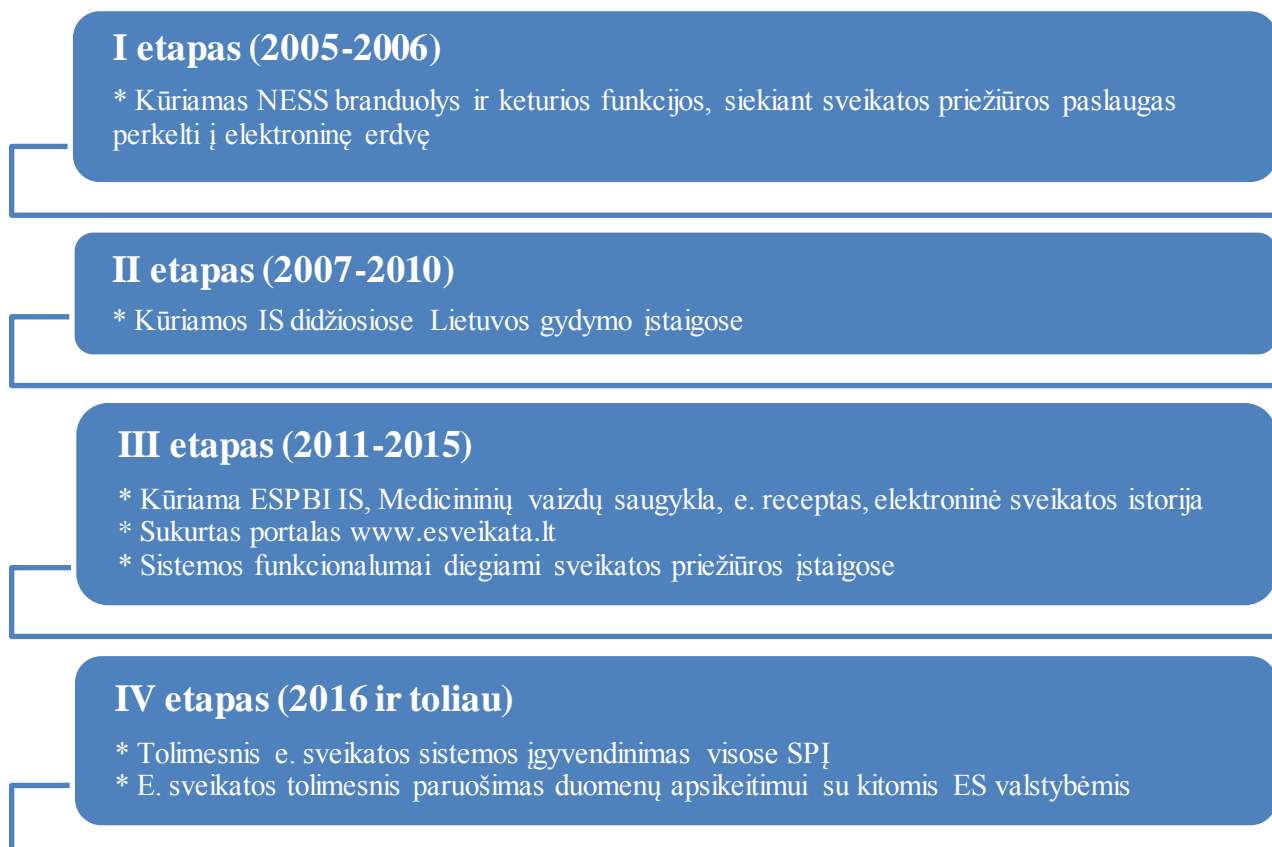 I etapas (2005-2006)
* Kūriamas NESS branduolys ir keturios funkcijos, siekiant sveikatos priežiūros paslaugas
perkelti į elektroninę erdvę
II etapas (2007-2010)
* Kūriamos IS didžiosiose Lietuvos gydymo įstaigose
III etapas (2011-2015)
* Kūriama ESPBI IS, Medicininių vaizdų saugykla, e. receptas, elektroninė sveikatos istorija
* Sukurtas portalas www.esveikata.lt
* Sistemos funkcionalumai diegiami sveikatos priežiūros įstaigose
IV etapas (2016 ir toliau)
* Tolimesnis e. sveikatos sistemos įgyvendinimas visose SPĮ
* E. sveikatos tolimesnis paruošimas duomenų apsikeitimui su kitomis ES valstybėmis